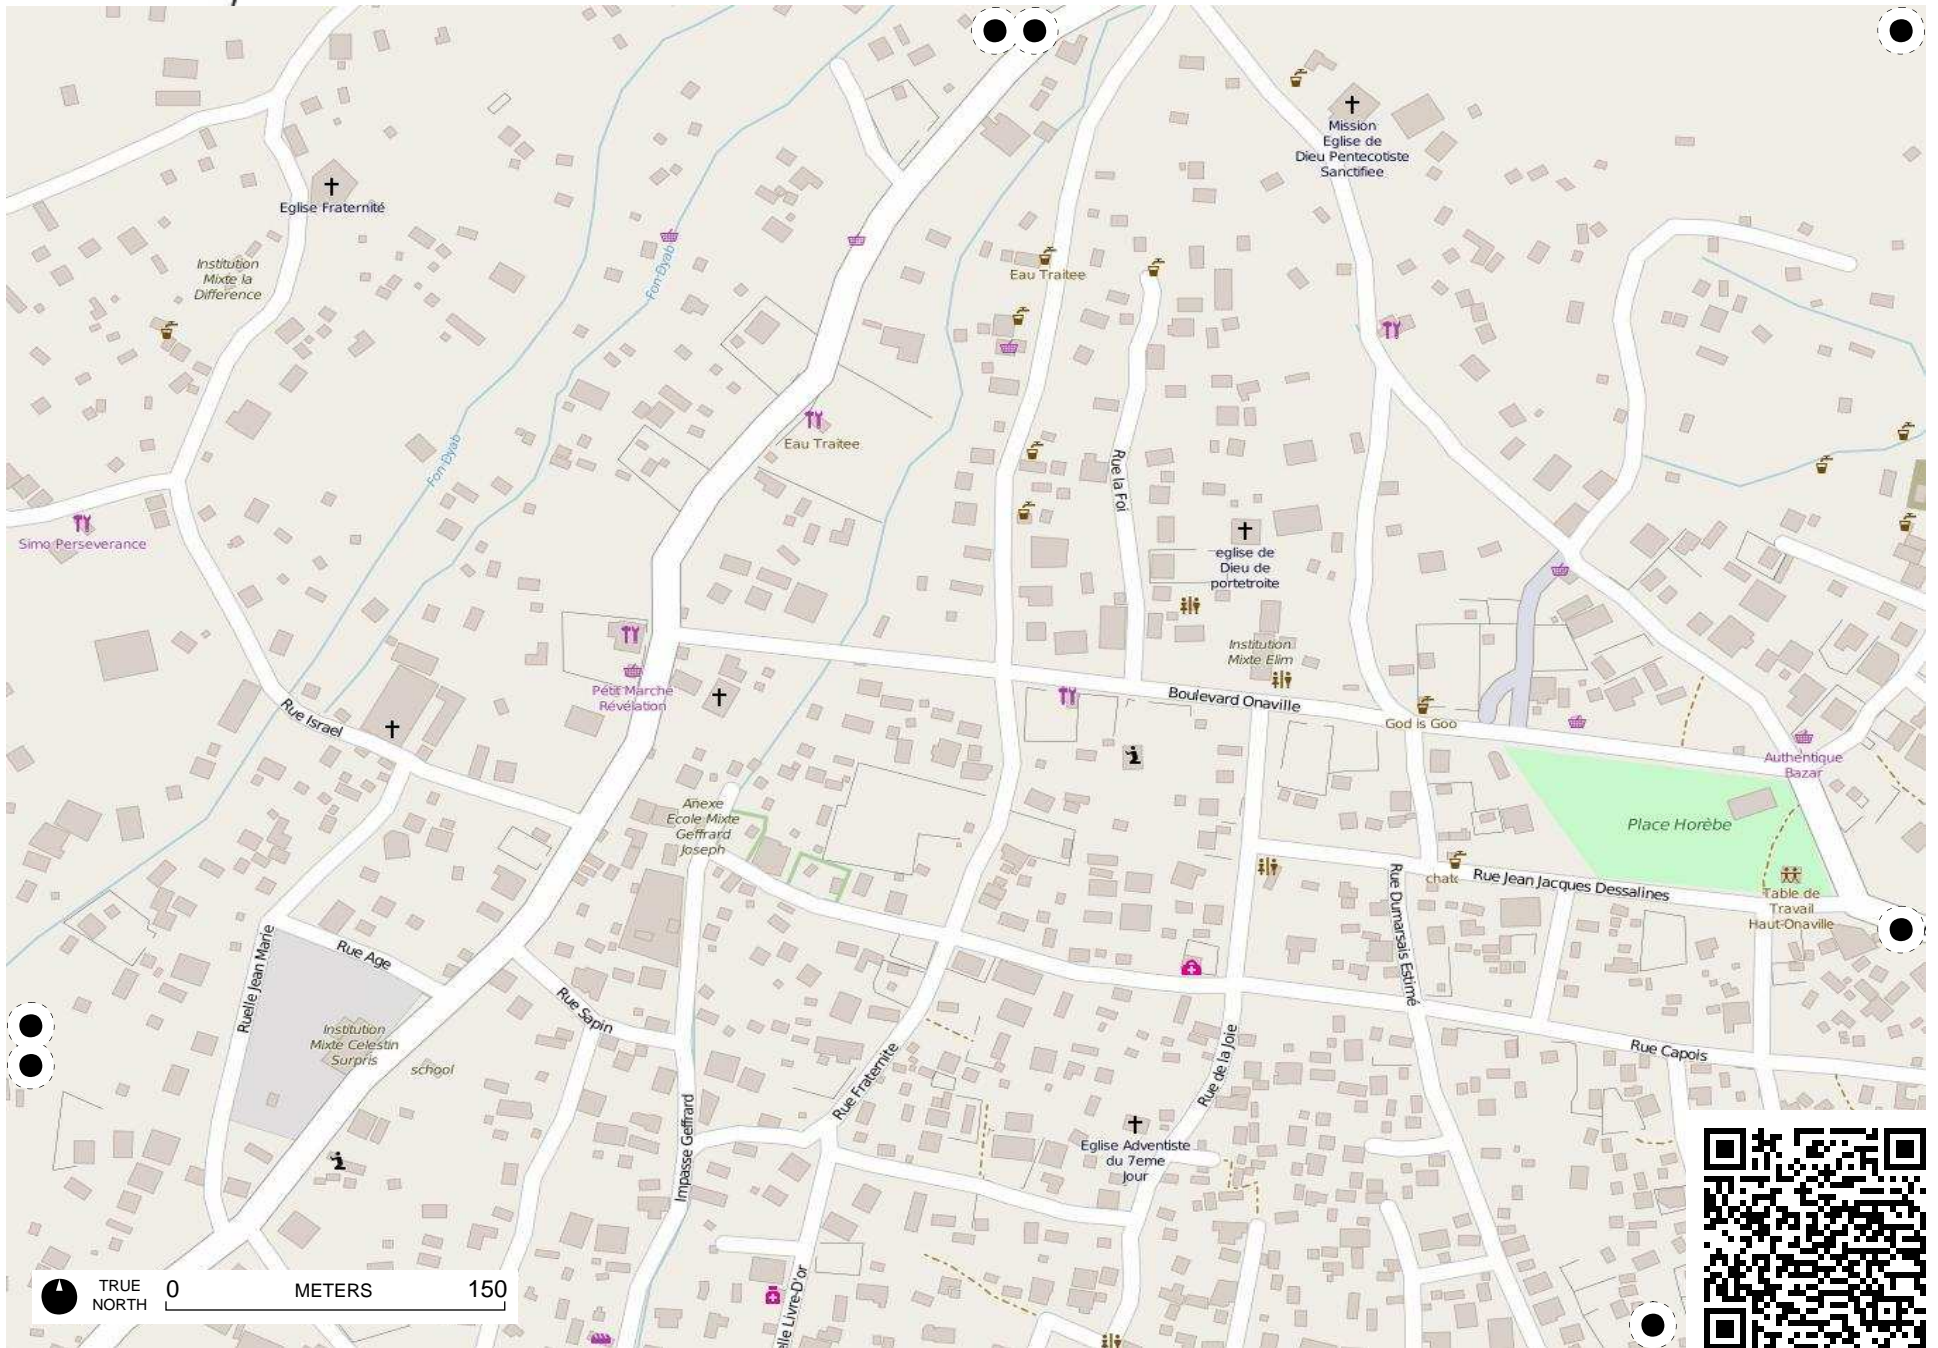 Mission
Eglise de
Dieu Pentecotiste
Sanctifiee
Eglise Fraternité
Institution
Mixte la
Difference
Fon Dyab
Eau Traitee
Fon Dyab
Eau Traitee
Rue la Foi
Simo Perseverance
eglise de
Dieu de
portetroite
Institution
Mixte Elim
Petit Marche
Révélation
Boulevard Onaville
Rue Israel
God is Goo
Authentique
Bazar
Anexe
Ecole Mixte
Geffrard
Joseph
Place Horèbe
chato
Rue Jean Jacques Dessalines
Table de
Travail
Haut-Onaville
Rue Dumarsais Estimé
Ruelle Jean Marie
Rue Age
Rue Sapin
Institution
Mixte Celestin
Surpris
school
Rue Capois
Rue Fraternite
Rue de la Joie
Impasse Geffrard
Eglise Adventiste
du 7eme
Jour
elle Livre-D'or
TRUE
NORTH
0 METERS 150